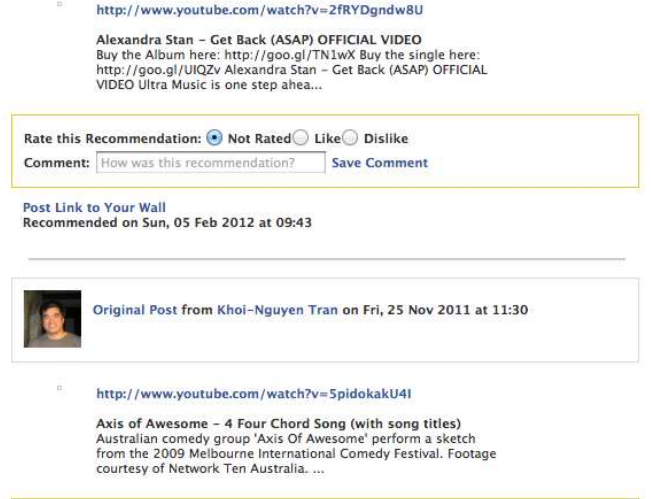 http://www.youtube.com/watch?v=2fRYDgndw8U
Alexandra Stan – Get Back (ASAP) OFFICIAL VIDEO
Buy the Album here: http://goo.gl/TN1wX Buy the single here:
http://goo.gl/UIQZv Alexandra Stan – Get Back (ASAP) OFFICIAL
VIDEO Ultra Music is one step ahea...
Rate this Recommendation: Not Rated Like Dislike
Comment: How was this recommendation? Save Comment
Post Link to Your Wall
Recommended on Sun, 05 Feb 2012 at 09:43
Original Post from Khoi-Nguyen Tran on Fri, 25 Nov 2011 at 11:30
http://www.youtube.com/watch?v=5pidokakU4I
Axis of Awesome – 4 Four Chord Song (with song titles)
Australian comedy group 'Axis Of Awesome' perform a sketch
from the 2009 Melbourne International Comedy Festival. Footage
courtesy of Network Ten Australia. ...